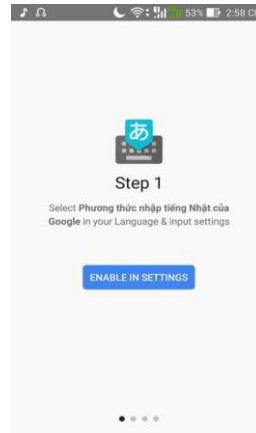 53% 2:58 CH
あ
Step 1
Select Phương thức nhập tiếng Nhật của
Google in your Language & input settings
ENABLE IN SETTINGS